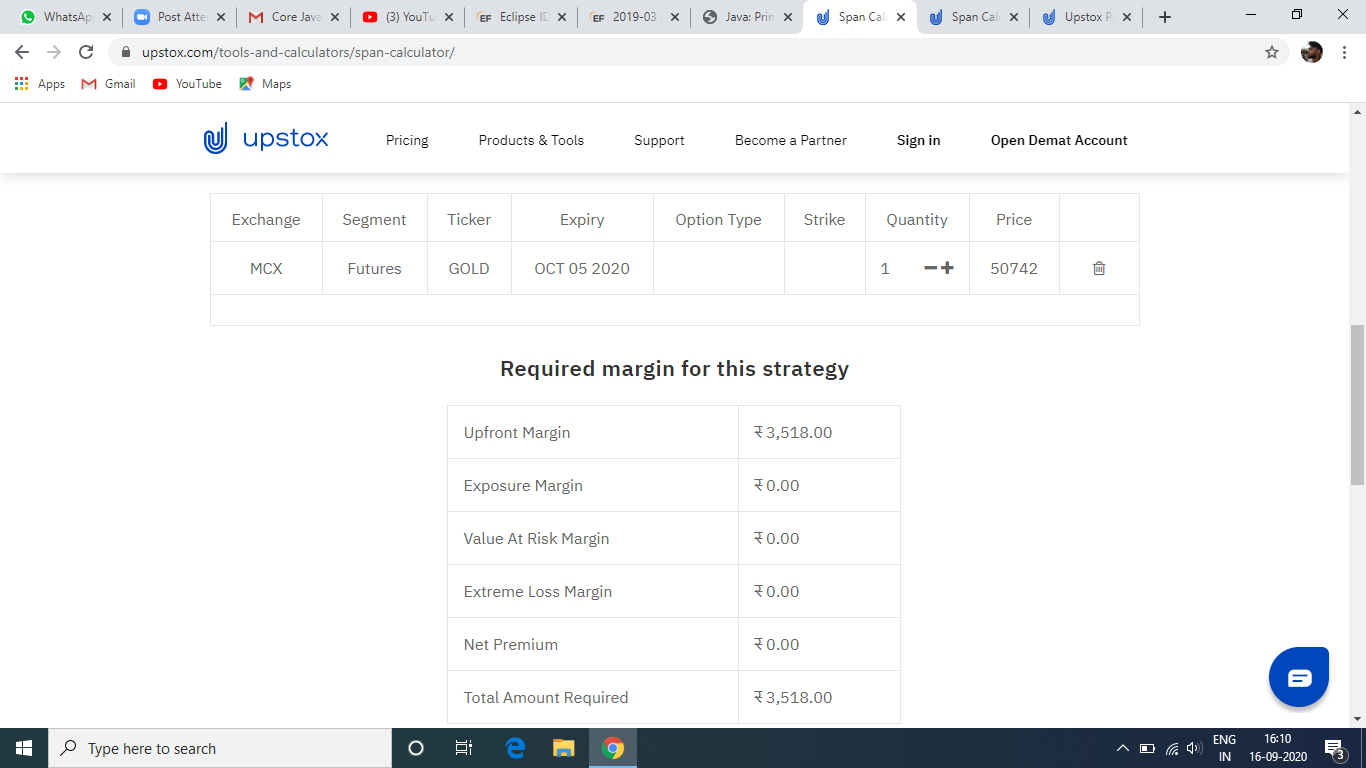 WhatsAp
Post Atte
Core Java
(3) YouTu
Eclipse ID
2019-03
Java: Prin
Span Calc
Span Calc
Upstox P
upstox.com/tools-and-calculators/span-calculator/
Apps Gmail YouTube Maps
upstox Pricing Products & Tools Support Become a Partner Sign in Open Demat Account
Exchange Segment Ticker Expiry Option Type Strike Quantity Price
MCX Futures GOLD OCT 05 2020 1 50742
Required margin for this strategy
Upfront Margin ₹ 3,518.00
Exposure Margin ₹ 0.00
Value At Risk Margin ₹ 0.00
Extreme Loss Margin ₹ 0.00
Net Premium ₹ 0.00
Total Amount Required ₹ 3,518.00
Type here to search
ENG 16:10
IN 16-09-2020 3